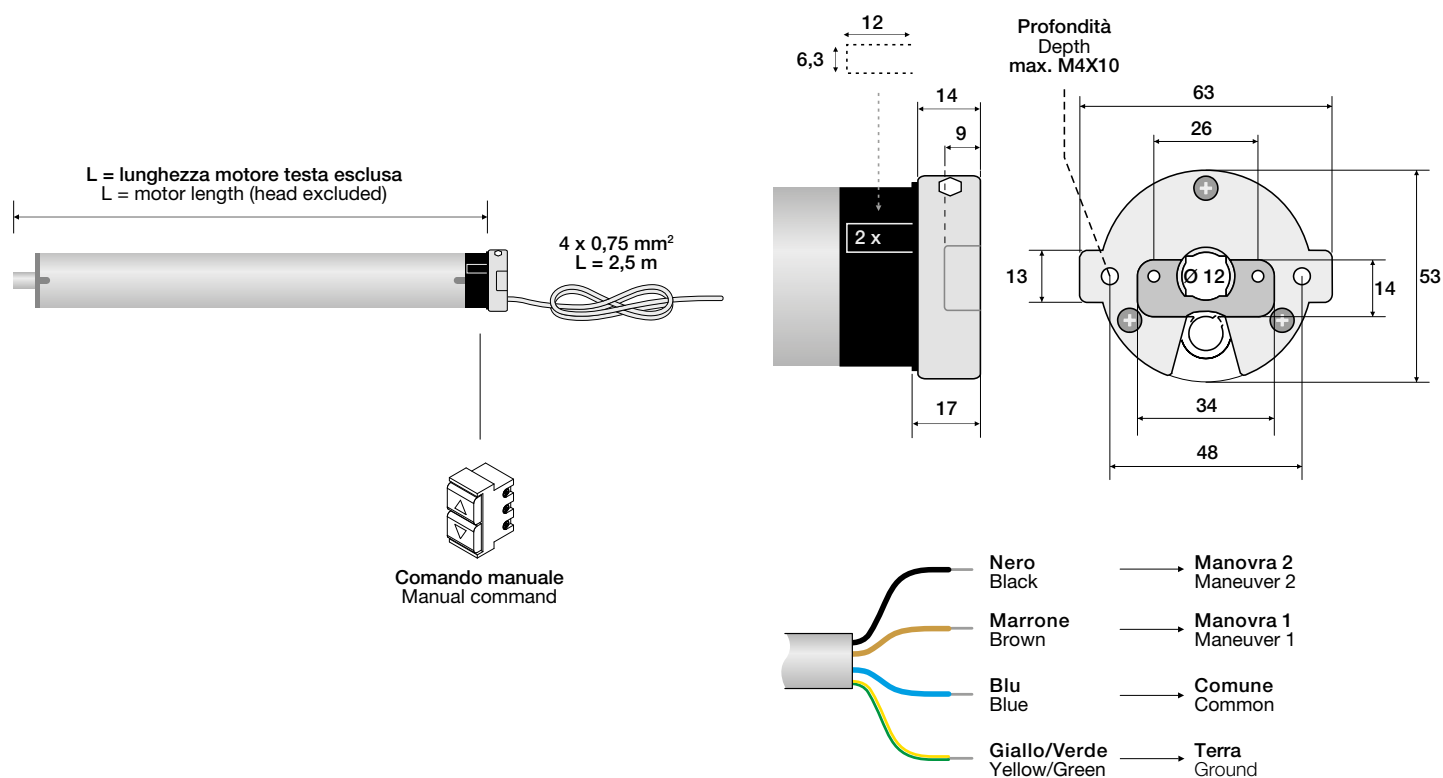 L = lunghezza motore testa esclusa
L = motor length (head excluded)
4 x 0,75 mm²
L = 2,5 m
Comando manuale
Manual command
12
6,3
14
9
2 x
17
Profondità
Depth
max. M4X10
63
26
13
Ø 12
14
53
34
48
Nero
Black
Manovra 2
Maneuver 2
Marrone
Brown
Manovra 1
Maneuver 1
Blu
Blue
Comune
Common
Giallo/Verde
Yellow/Green
Terra
Ground